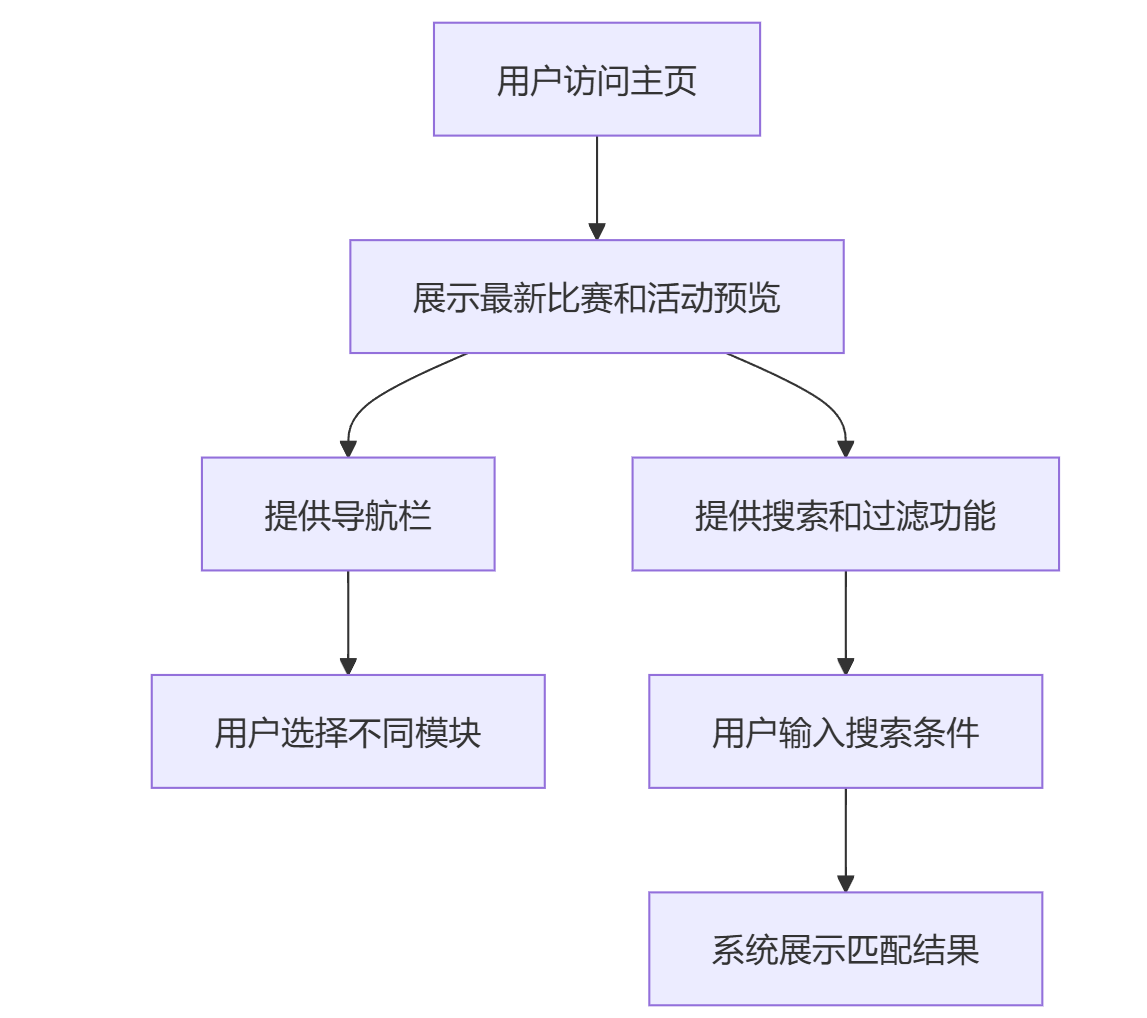 用户访问主页
展示最新比赛和活动预览
提供导航栏
提供搜索和过滤功能
用户选择不同模块
用户输入搜索条件
系统展示匹配结果